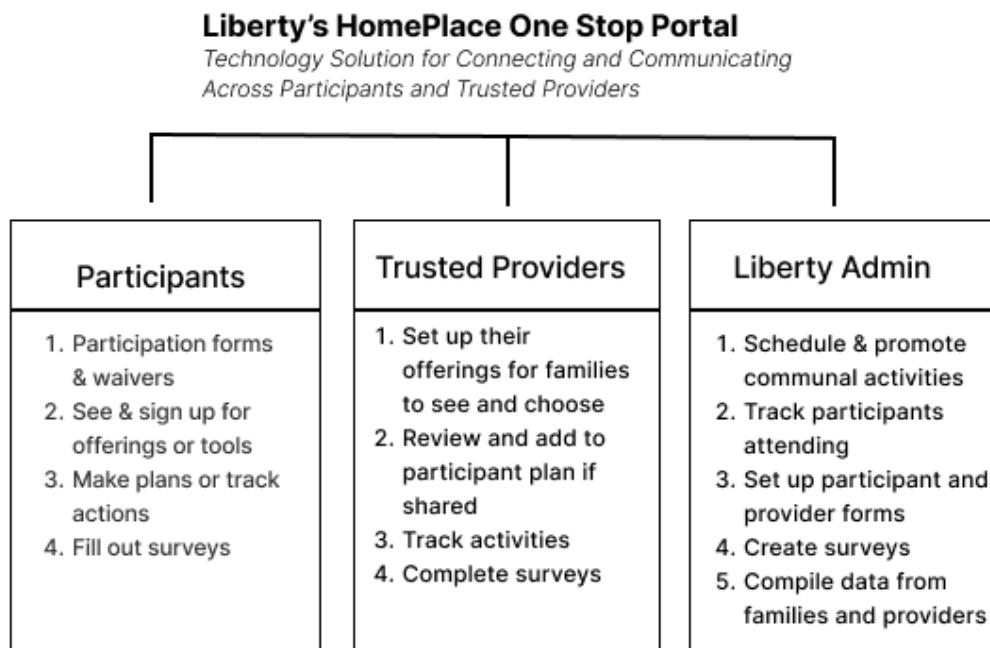 Liberty's HomePlace One Stop Portal
Technology Solution for Connecting and Communicating
Across Participants and Trusted Providers
Participants
1. Participation forms
& waivers
2. See & sign up for
offerings or tools
3. Make plans or track
actions
4. Fill out surveys
Trusted Providers
1. Set up their
offerings for families
to see and choose
2. Review and add to
participant plan if
shared
3. Track activities
4. Complete surveys
Liberty Admin
1. Schedule & promote
communal activities
2. Track participants
attending
3. Set up participant and
provider forms
4. Create surveys
5. Compile data from
families and providers